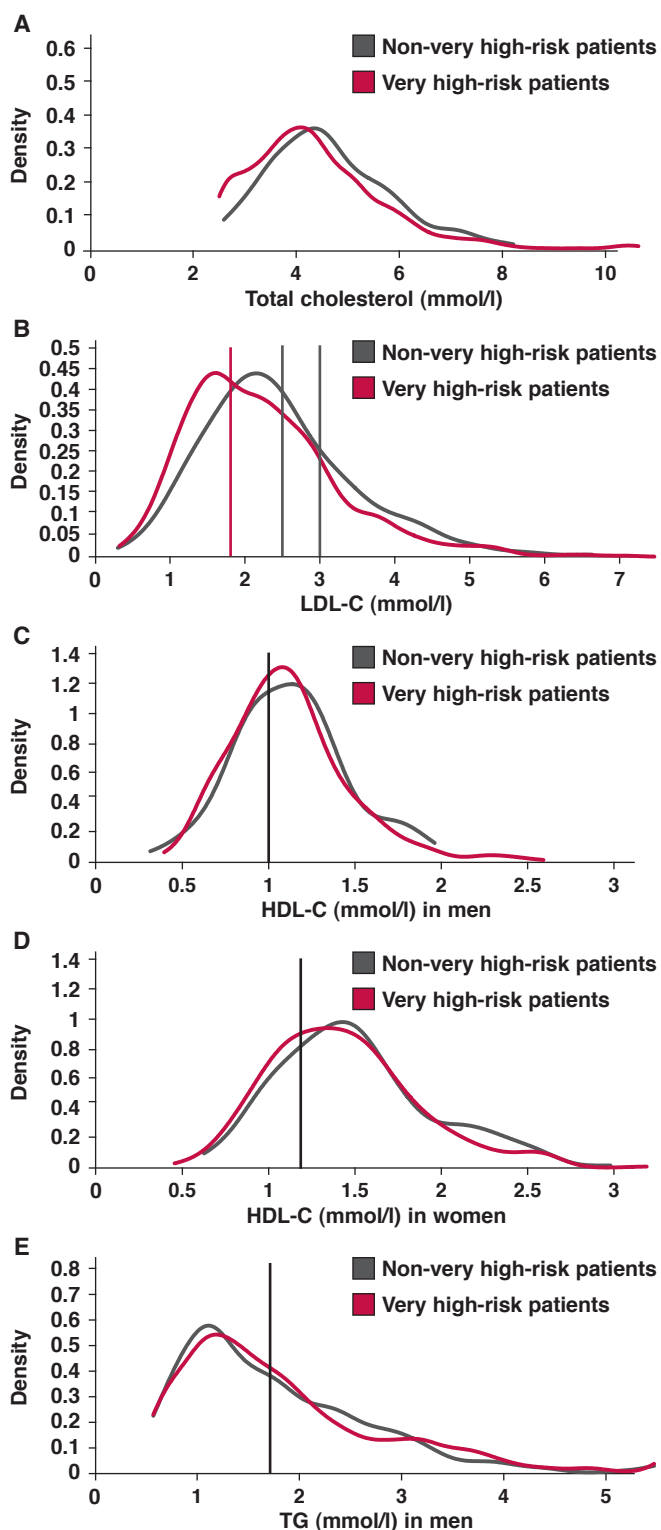 A
Non-very high-risk patients
Very high-risk patients
Density
0.6
0.5
0.4
0.3
0.2
0.1
0
0 2 4 6 8 10
Total cholesterol (mmol/l)
B
Non-very high-risk patients
Very high-risk patients
Density
0.5
0.45
0.4
0.35
0.3
0.25
0.2
0.15
0.1
0.05
0
0 1 2 3 4 5 6 7
LDL-C (mmol/l)
C
Non-very high-risk patients
Very high-risk patients
Density
1.4
1.2
1
0.8
0.6
0.4
0.2
0
0 0.5 1 1.5 2 2.5 3
HDL-C (mmol/l) in men
D
Non-very high-risk patients
Very high-risk patients
Density
1.4
1.2
1
0.8
0.6
0.4
0.2
0
0 0.5 1 1.5 2 2.5 3
HDL-C (mmol/l) in women
E
Non-very high-risk patients
Very high-risk patients
Density
0.8
0.7
0.6
0.5
0.4
0.3
0.2
0.1
0
0 1 2 3 4 5
TG (mmol/l) in men